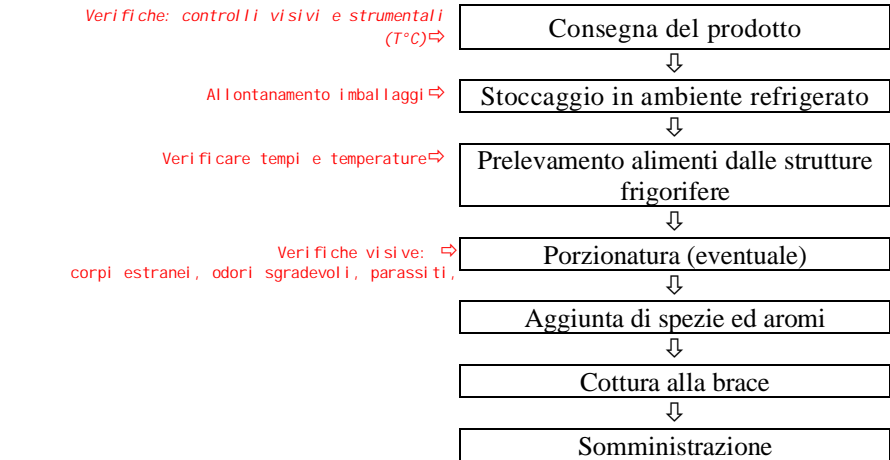 Verifiche: controlli visivi e strumentali
(T°C)⇨
Consegna del prodotto
⇩
Allontanamento imballaggi⇨
Stoccaggio in ambiente refrigerato
⇩
Verificare tempi e temperature⇨
Prelevamento alimenti dalle strutture
frigorifere
⇩
Verifiche visive: ⇨
corpi estranei, odori sgradevoli, parassiti,
Porzionatura (eventuale)
⇩
Aggiunta di spezie ed aromi
⇩
Cottura alla brace
⇩
Somministrazione